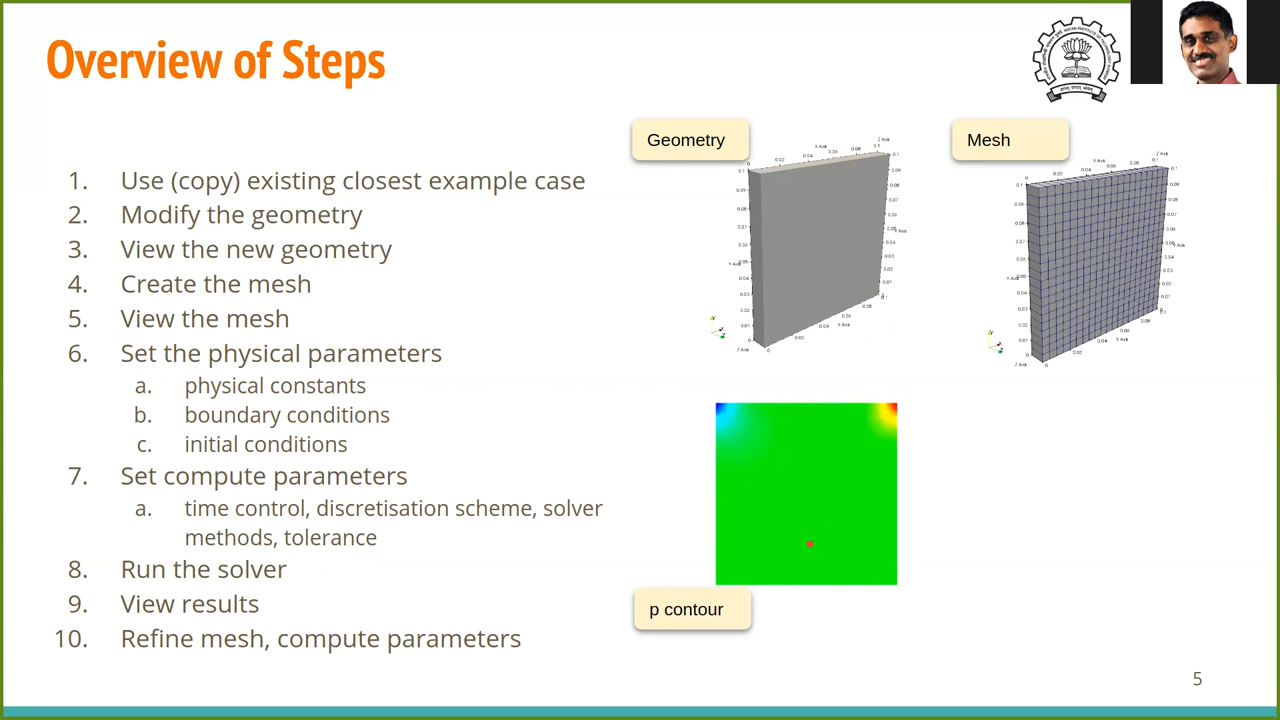 Overview of Steps
1. Use (copy) existing closest example case
2. Modify the geometry
3. View the new geometry
4. Create the mesh
5. View the mesh
6. Set the physical parameters
a. physical constants
b. boundary conditions
c. initial conditions
7. Set compute parameters
a. time control, discretisation scheme, solver
methods, tolerance
8. Run the solver
9. View results
10. Refine mesh, compute parameters
Geometry
Mesh
p contour
5